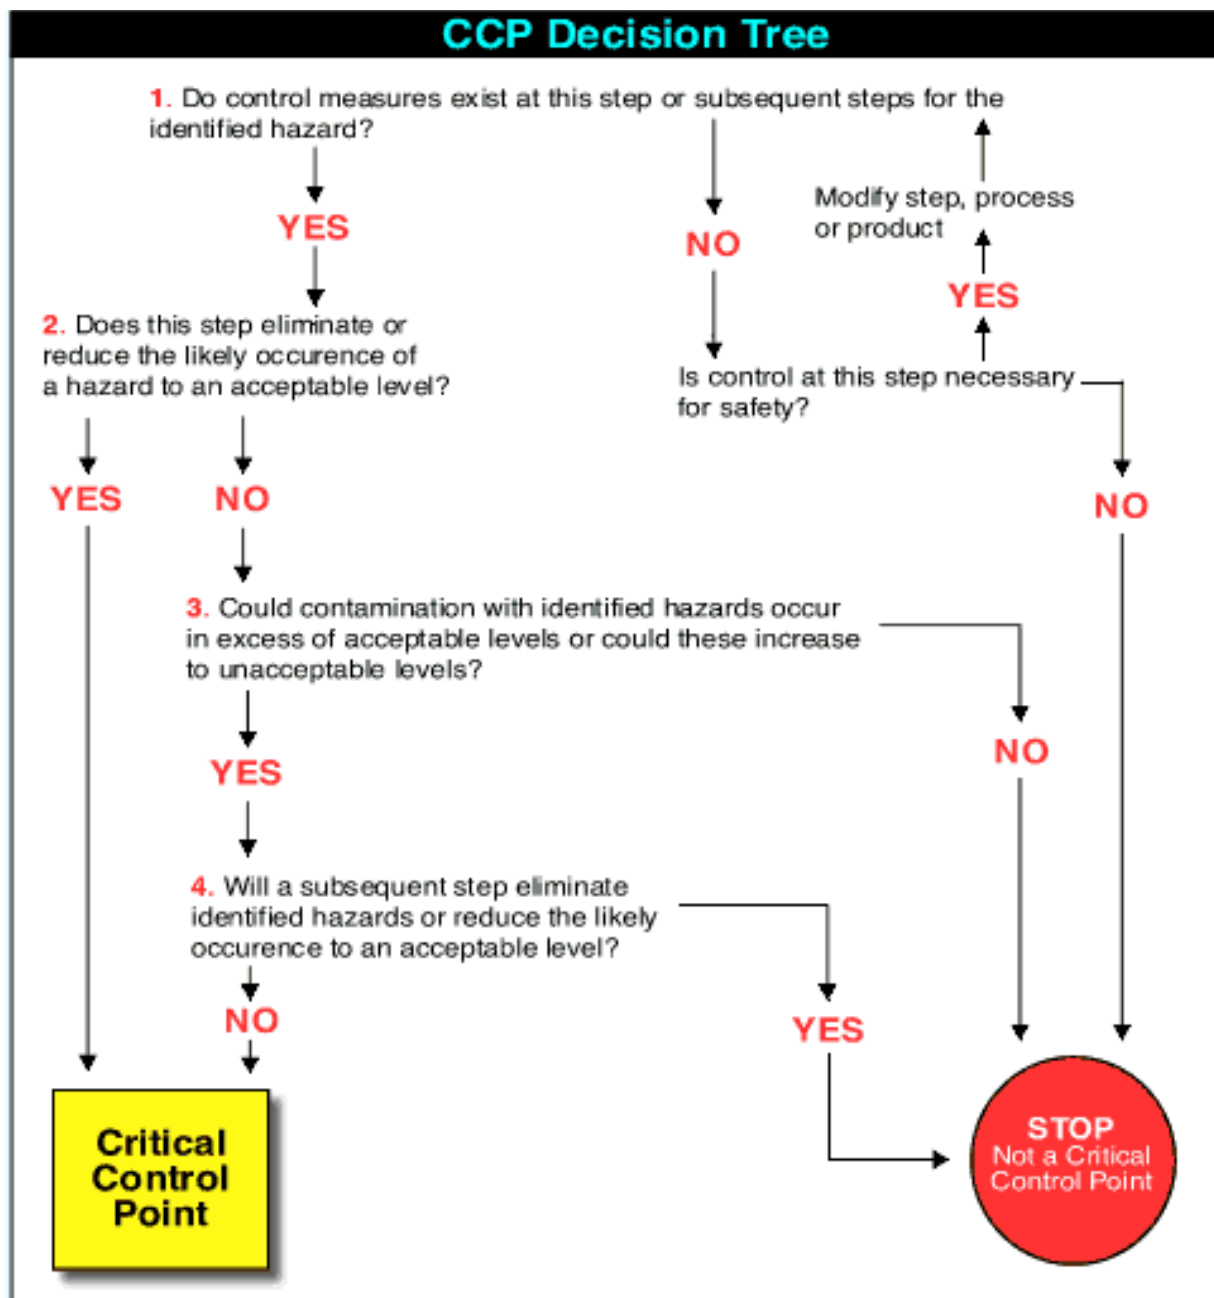 CCP Decision Tree
1. Do control measures exist at this step or subsequent steps for the
identified hazard?
YES
NO
Modify step, process
or product
YES
Is control at this step necessary
for safety?
NO
2. Does this step eliminate or
reduce the likely occurence of
a hazard to an acceptable level?
YES
NO
3. Could contamination with identified hazards occur
in excess of acceptable levels or could these increase
to unacceptable levels?
YES
NO
4. Will a subsequent step eliminate
identified hazards or reduce the likely
occurence to an acceptable level?
NO
YES
Critical
Control
Point
STOP
Not a Critical
Control Point